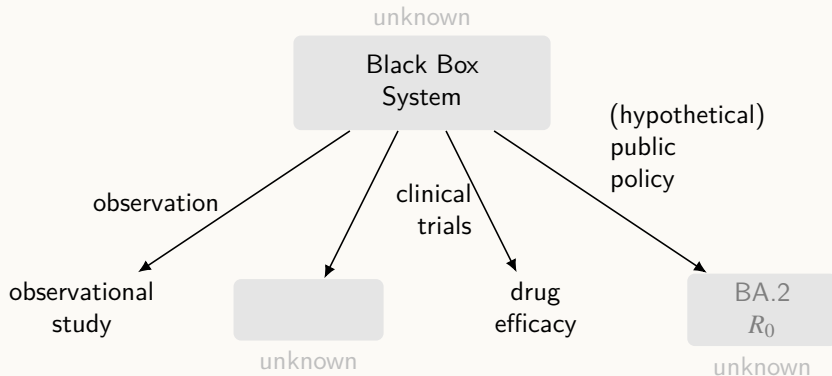 unknown
Black Box
System
(hypothetical)
public
policy
observation
clinical
trials
observational
study
drug
efficacy
BA.2
R₀
unknown
unknown